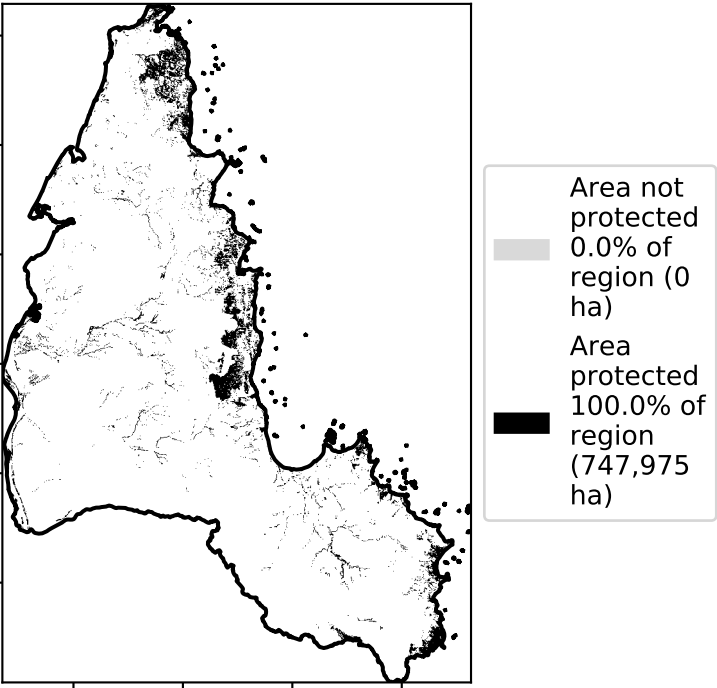 Area not
protected
0.0% of
region (0
ha)
Area
protected
100.0% of
region
(747,975
ha)